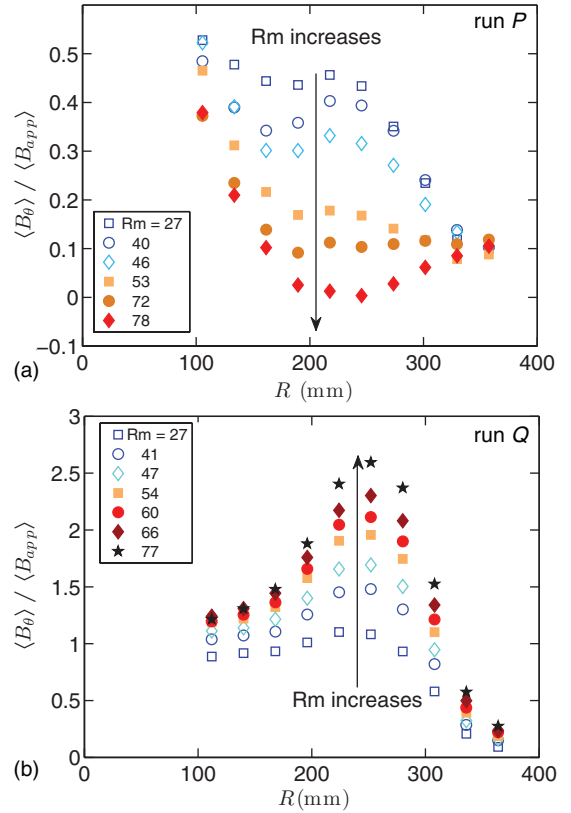 run P
Rm increases
0.5
0.4
0.3
0.2
0.1
0
−0.1
⟨B_θ⟩ / ⟨B_app⟩
Rm = 27
40
46
53
72
78
0 100 200 300 400
(a)
R (mm)
run Q
3
2.5
2
1.5
1
0.5
0
⟨B_θ⟩ / ⟨B_app⟩
Rm = 27
41
47
54
60
66
77
Rm increases
0 100 200 300 400
(b)
R (mm)